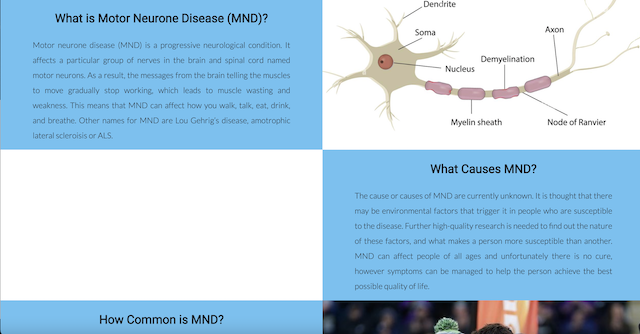 What is Motor Neurone Disease (MND)?
Motor neurone disease (MND) is a progressive neurological condition. It
affects a particular group of nerves in the brain and spinal cord named
motor neurons. As a result, the messages from the brain telling the muscles
to move gradually stop working, which leads to muscle wasting and
weakness. This means that MND can affect how you walk, talk, eat, drink,
and breathe. Other names for MND are Lou Gehrig's disease, amotrophic
lateral scleroisis or ALS.
Dendrite
Soma
Axon
Nucleus
Demyelination
Myelin sheath
Node of Ranvier
What Causes MND?
The cause or causes of MND are currently unknown. It is thought that there
may be environmental factors that trigger it in people who are susceptible
to the disease. Further high-quality research is needed to find out the nature
of these factors, and what makes a person more susceptible than another.
MND can affect people of all ages and unfortunately there is no cure,
however symptoms can be managed to help the person achieve the best
possible quality of life.
How Common is MND?